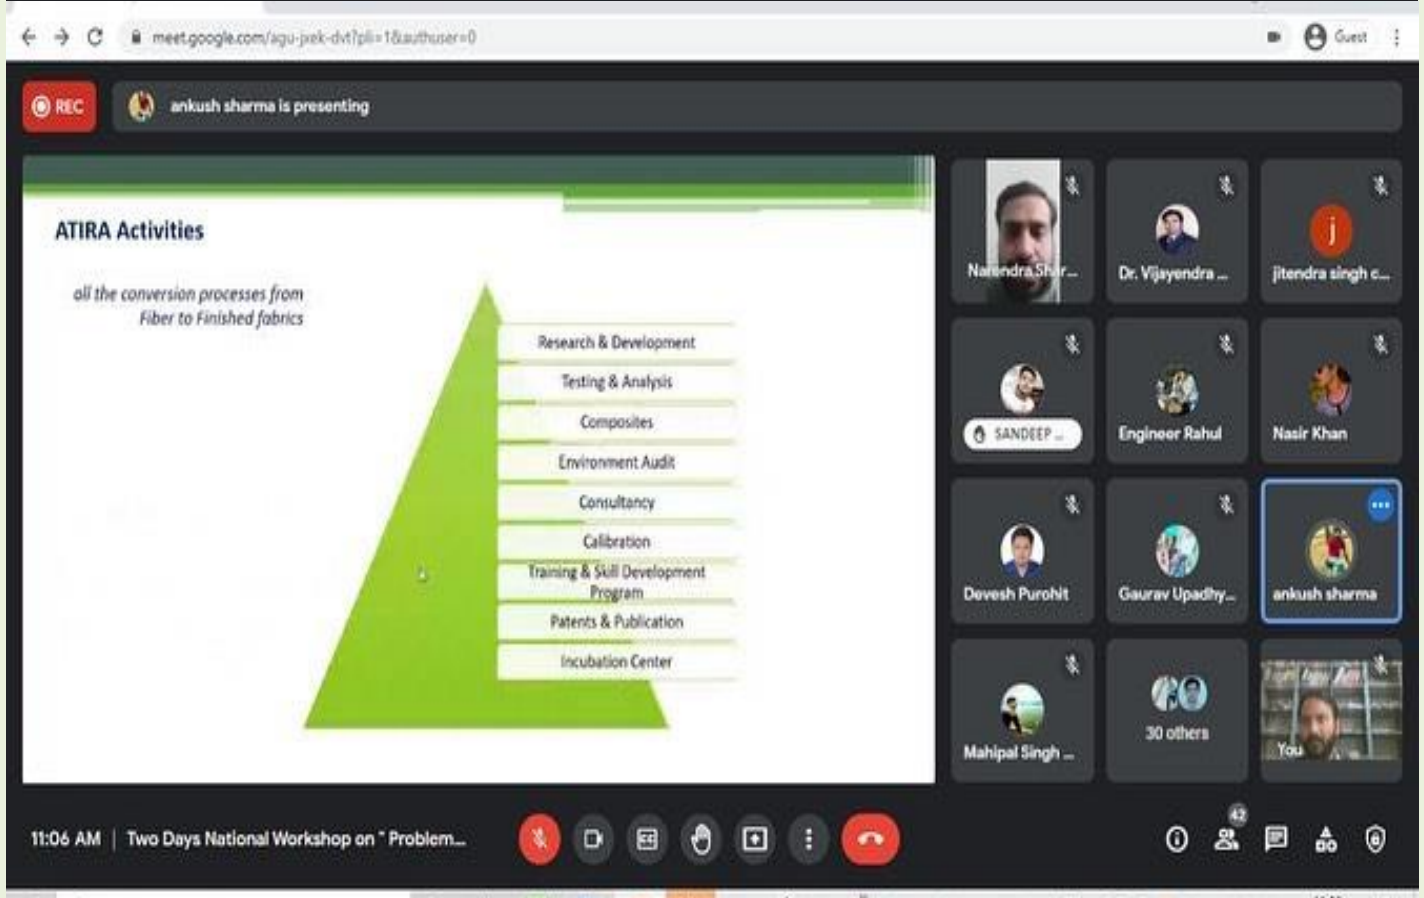 meet.google.com/agu-jxek-dvt?pli=1&authuser=0
Guest
REC
ankush sharma is presenting
ATIRA Activities
all the conversion processes from
Fiber to Finished fabrics
Research & Development
Testing & Analysis
Composites
Environment Audit
Consultancy
Calibration
Training & Skill Development
Program
Patents & Publication
Incubation Center
Narendra Shar...
Dr. Vijayendra ...
jitendra singh c...
SANDEEP ...
Engineer Rahul
Nasir Khan
Devesh Purohit
Gaurav Upadhy...
ankush sharma
Mahipal Singh ...
30 others
You
11:06 AM | Two Days National Workshop on " Problem...
42